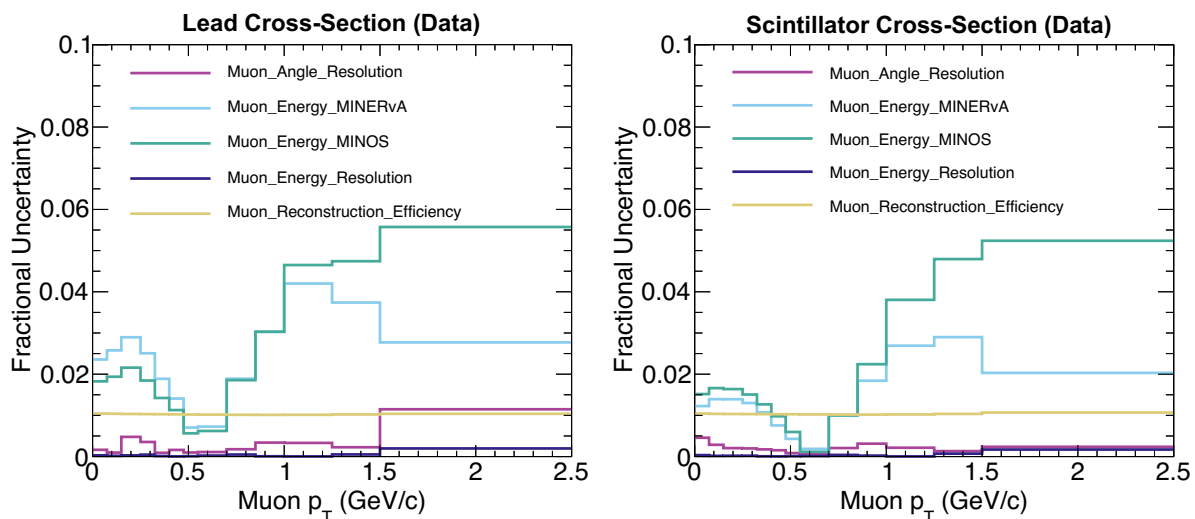 Lead Cross-Section (Data)
0.1
0.08
0.06
0.04
0.02
0
Fractional Uncertainty
Muon_Angle_Resolution
Muon_Energy_MINERvA
Muon_Energy_MINOS
Muon_Energy_Resolution
Muon_Reconstruction_Efficiency
0 0.5 1 1.5 2 2.5
Muon p_T (GeV/c)
Scintillator Cross-Section (Data)
0.1
0.08
0.06
0.04
0.02
0
Fractional Uncertainty
Muon_Angle_Resolution
Muon_Energy_MINERvA
Muon_Energy_MINOS
Muon_Energy_Resolution
Muon_Reconstruction_Efficiency
0 0.5 1 1.5 2 2.5
Muon p_T (GeV/c)